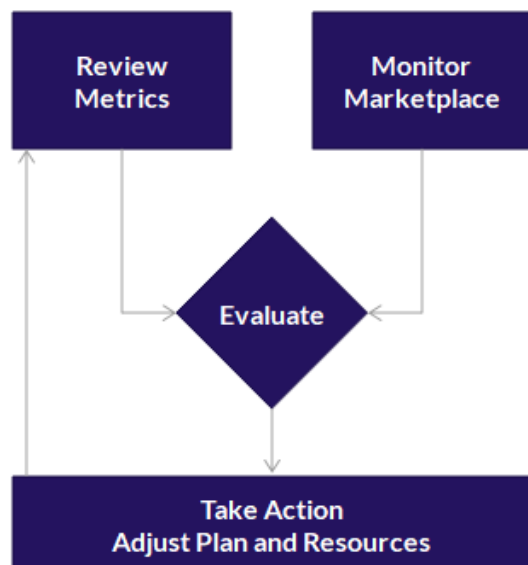 Review
Metrics
Monitor
Marketplace
Evaluate
Take Action
Adjust Plan and Resources